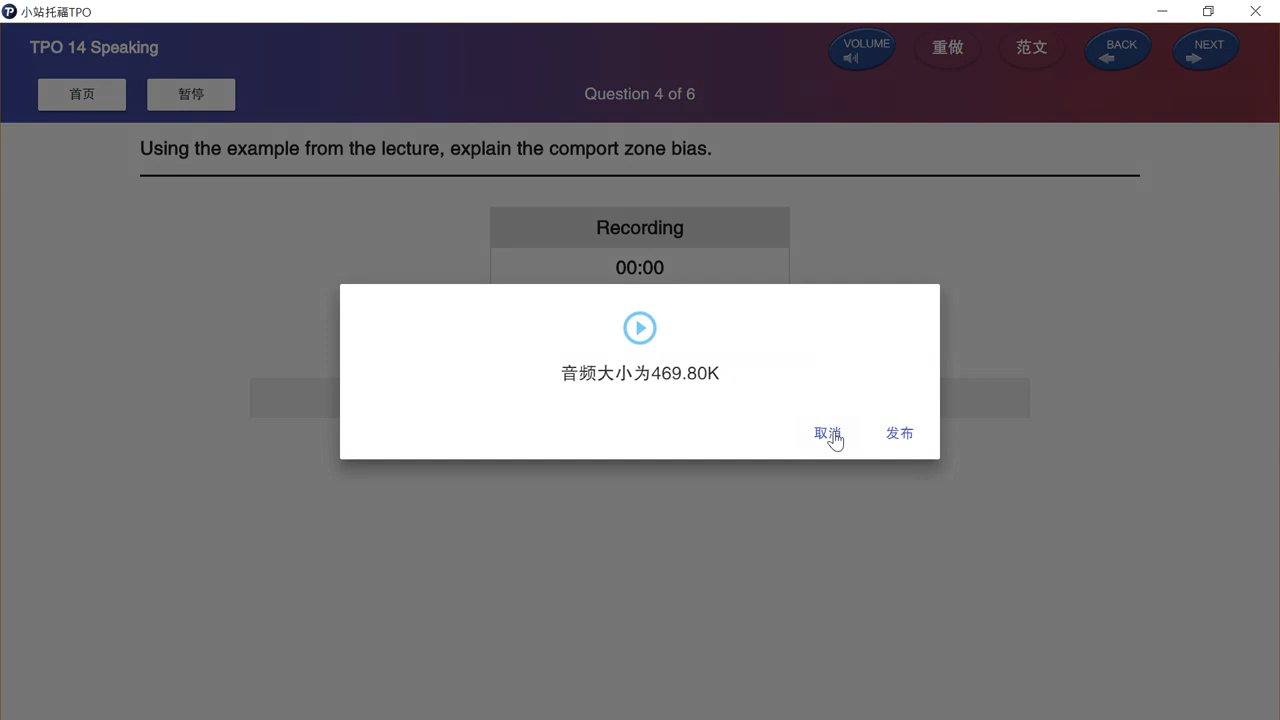 小站托福TPO
TPO 14 Speaking
VOLUME
重做
范文
BACK
NEXT
首页
暂停
Question 4 of 6
Using the example from the lecture, explain the comport zone bias.
Recording
00:00
音频大小为469.80K
取消
发布